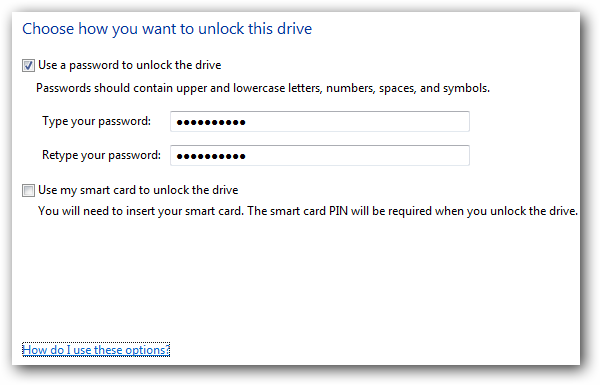 Choose how you want to unlock this drive
Use a password to unlock the drive
Passwords should contain upper and lowercase letters, numbers, spaces, and symbols.
Type your password: ●●●●●●●●●●
Retype your password: ●●●●●●●●●●
Use my smart card to unlock the drive
You will need to insert your smart card. The smart card PIN will be required when you unlock the drive.
How do I use these options?